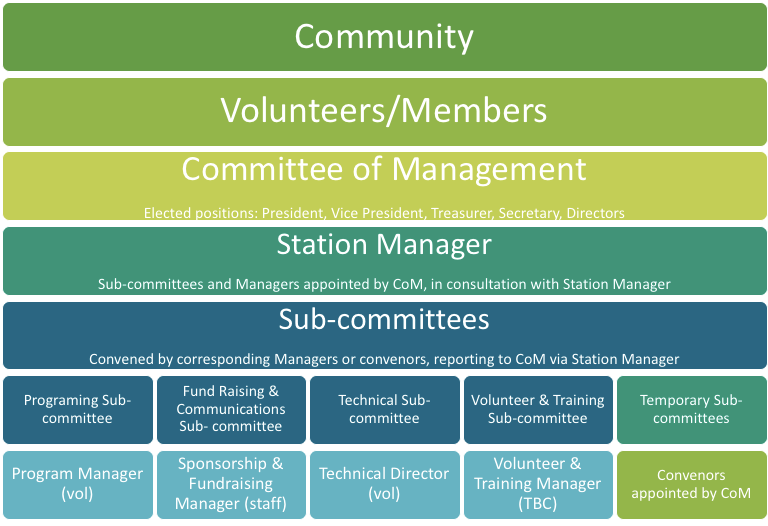 Community
Volunteers/Members
Committee of Management
Elected positions: President, Vice President, Treasurer, Secretary, Directors
Station Manager
Sub-committees and Managers appointed by CoM, in consultation with Station Manager
Sub-committees
Convened by corresponding Managers or convenors, reporting to CoM via Station Manager
Programing Sub-
committee
Fund Raising &
Communications
Sub- committee
Technical Sub-
committee
Volunteer & Training
Sub-committee
Temporary Sub-
committees
Program Manager
(vol)
Sponsorship &
Fundraising
Manager (staff)
Technical Director
(vol)
Volunteer &
Training Manager
(TBC)
Convenors
appointed by CoM